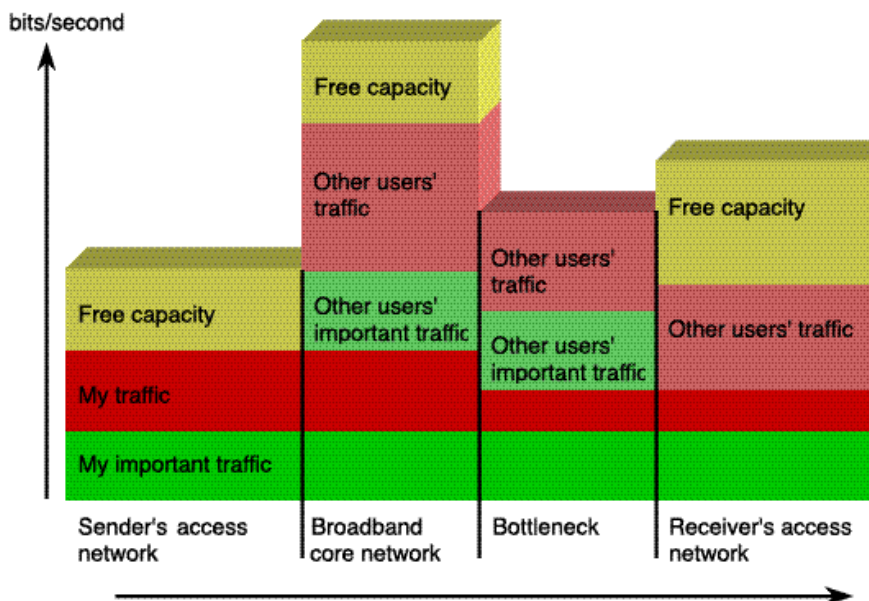 bits/second
Free capacity
My traffic
My important traffic
Sender's access
network
Free capacity
Other users'
traffic
Other users'
important traffic
Broadband
core network
Other users'
traffic
Other users'
important traffic
Bottleneck
Free capacity
Other users' traffic
Receiver's access
network